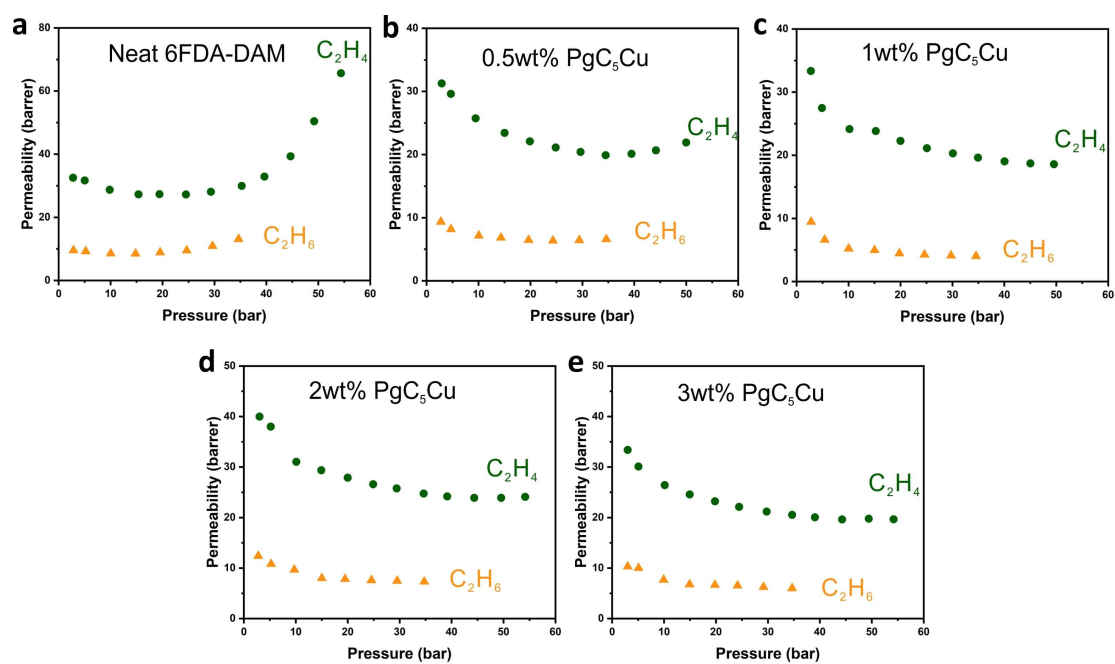 a
Neat 6FDA-DAM
C₂H₄
C₂H₆
80
60
40
20
0
0 10 20 30 40 50 60
Permeability (barrer)
Pressure (bar)
b
0.5wt% PgC₅Cu
C₂H₄
C₂H₆
40
30
20
10
0
0 10 20 30 40 50 60
Permeability (barrer)
Pressure (bar)
c
1wt% PgC₅Cu
C₂H₄
C₂H₆
40
30
20
10
0
0 10 20 30 40 50 60
Permeability (barrer)
Pressure (bar)
d
2wt% PgC₅Cu
C₂H₄
C₂H₆
50
40
30
20
10
0
0 10 20 30 40 50 60
Permeability (barrer)
Pressure (bar)
e
3wt% PgC₅Cu
C₂H₄
C₂H₆
50
40
30
20
10
0
0 10 20 30 40 50 60
Permeability (barrer)
Pressure (bar)